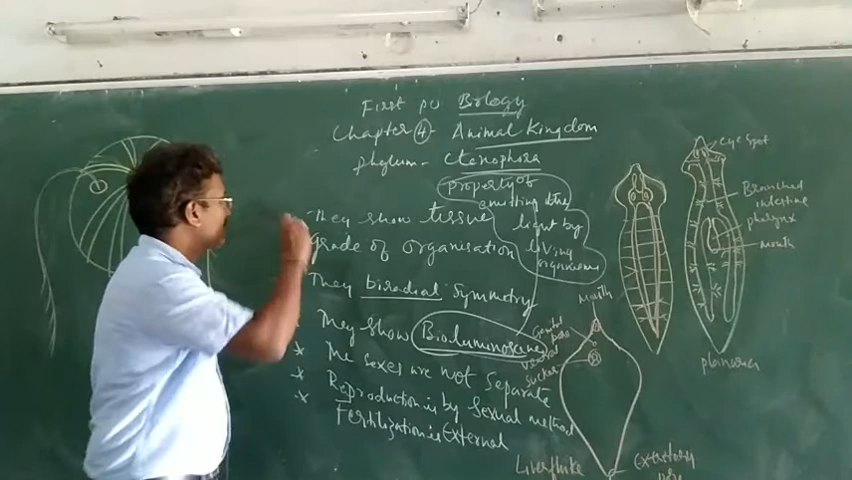 First pu Biology
Chapter 4 - Animal Kingdom
phylum - Ctenophora
property of
emitting the
light by
living
organisms
They show tissue
grade of organisation
They biradial Symmetry
* They show Bioluminoscence
* The sexes are not Separate
* Reproduction is by Sexual method
* Fertilization is External
eye spot
Branched
intestine
pharynx
mouth
planaria
Mouth
Genital
pore
ventral
Sucker
Liverfluke
Excretory
pore